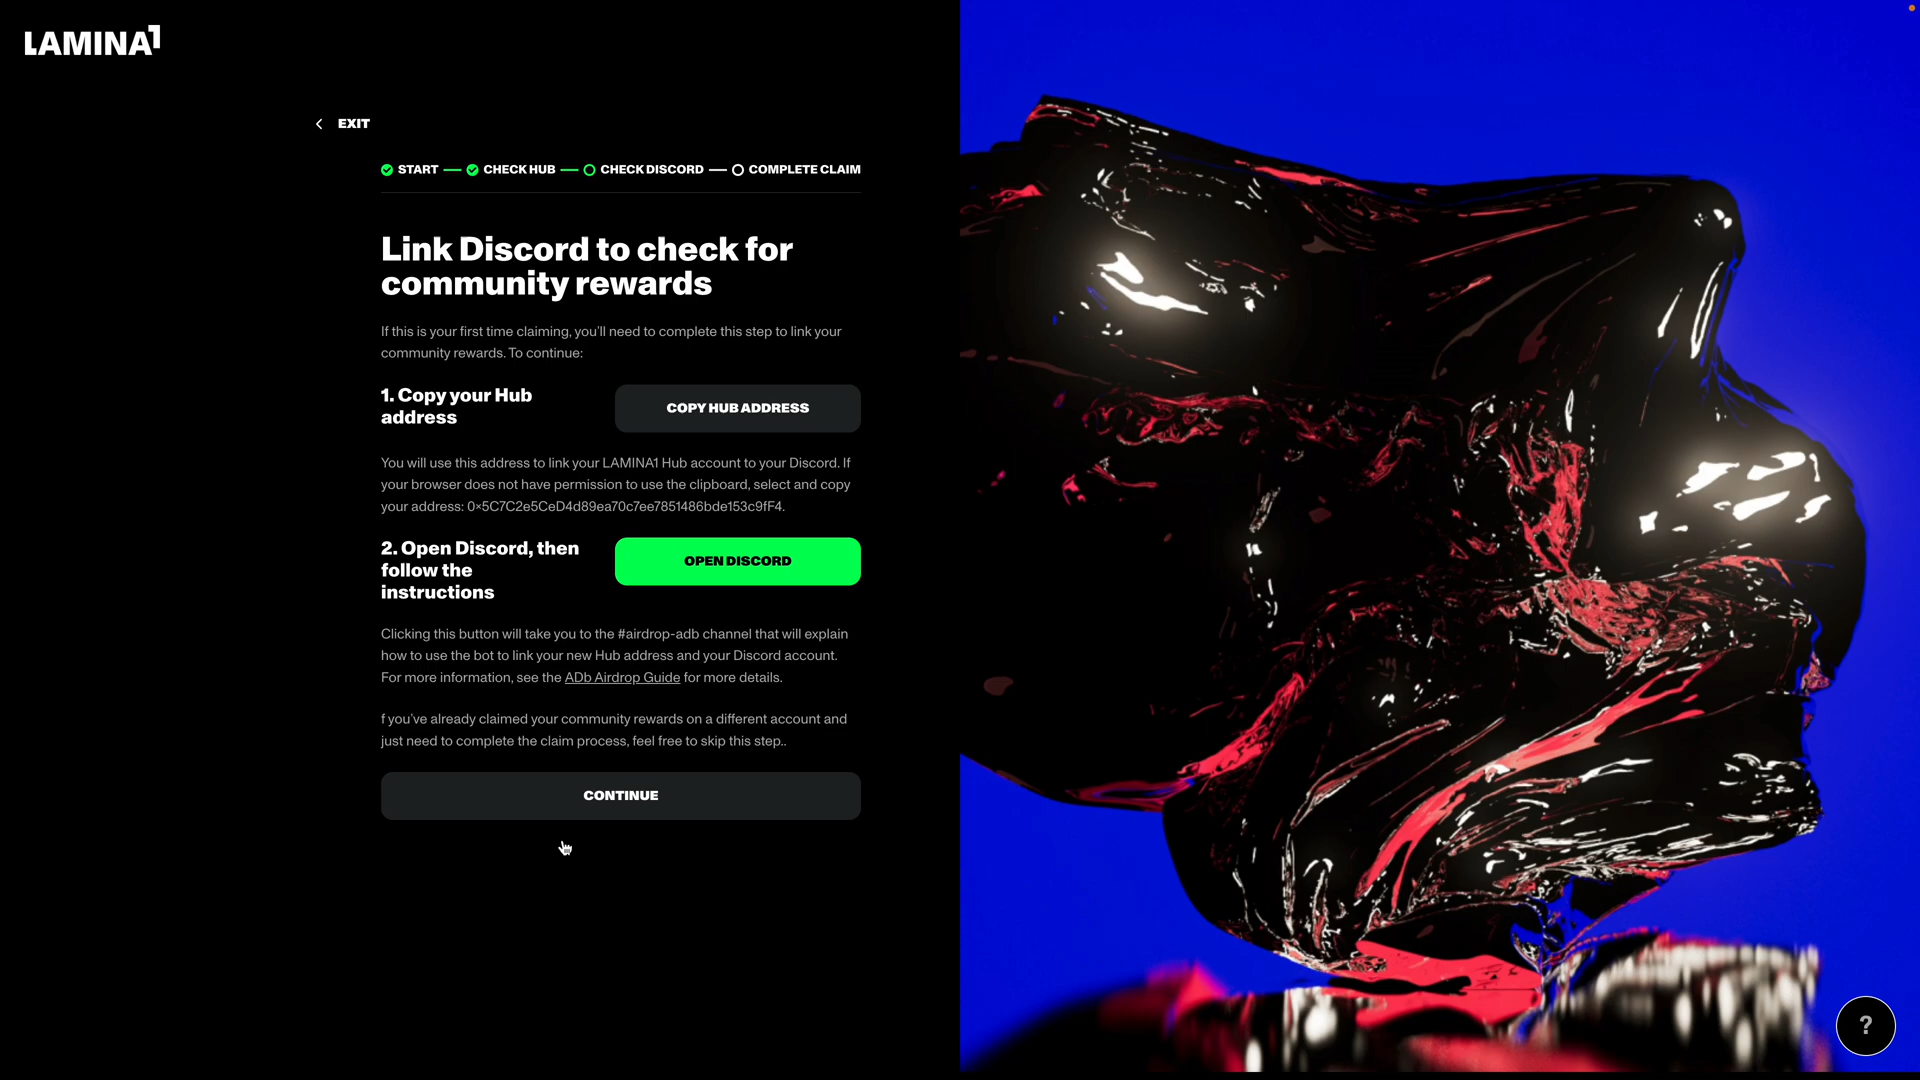 LAMINA1
EXIT
START CHECK HUB CHECK DISCORD COMPLETE CLAIM
Link Discord to check for
community rewards
If this is your first time claiming, you'll need to complete this step to link your
community rewards. To continue:
1. Copy your Hub
address
COPY HUB ADDRESS
You will use this address to link your LAMINA1 Hub account to your Discord. If
your browser does not have permission to use the clipboard, select and copy
your address: 0×5C7C2e5CeD4d89ea70c7ee7851486bde153c9fF4.
2. Open Discord, then
follow the
instructions
OPEN DISCORD
Clicking this button will take you to the #airdrop-adb channel that will explain
how to use the bot to link your new Hub address and your Discord account.
For more information, see the ADb Airdrop Guide for more details.
f you've already claimed your community rewards on a different account and
just need to complete the claim process, feel free to skip this step..
CONTINUE
?